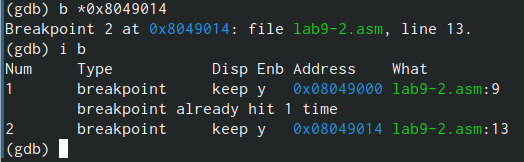 (gdb) b *0x8049014
Breakpoint 2 at 0x8049014: file lab9-2.asm, line 13.
(gdb) i b
Num     Type           Disp Enb Address    What
1       breakpoint     keep y   0x08049000 lab9-2.asm:9
        breakpoint already hit 1 time
2       breakpoint     keep y   0x08049014 lab9-2.asm:13
(gdb)